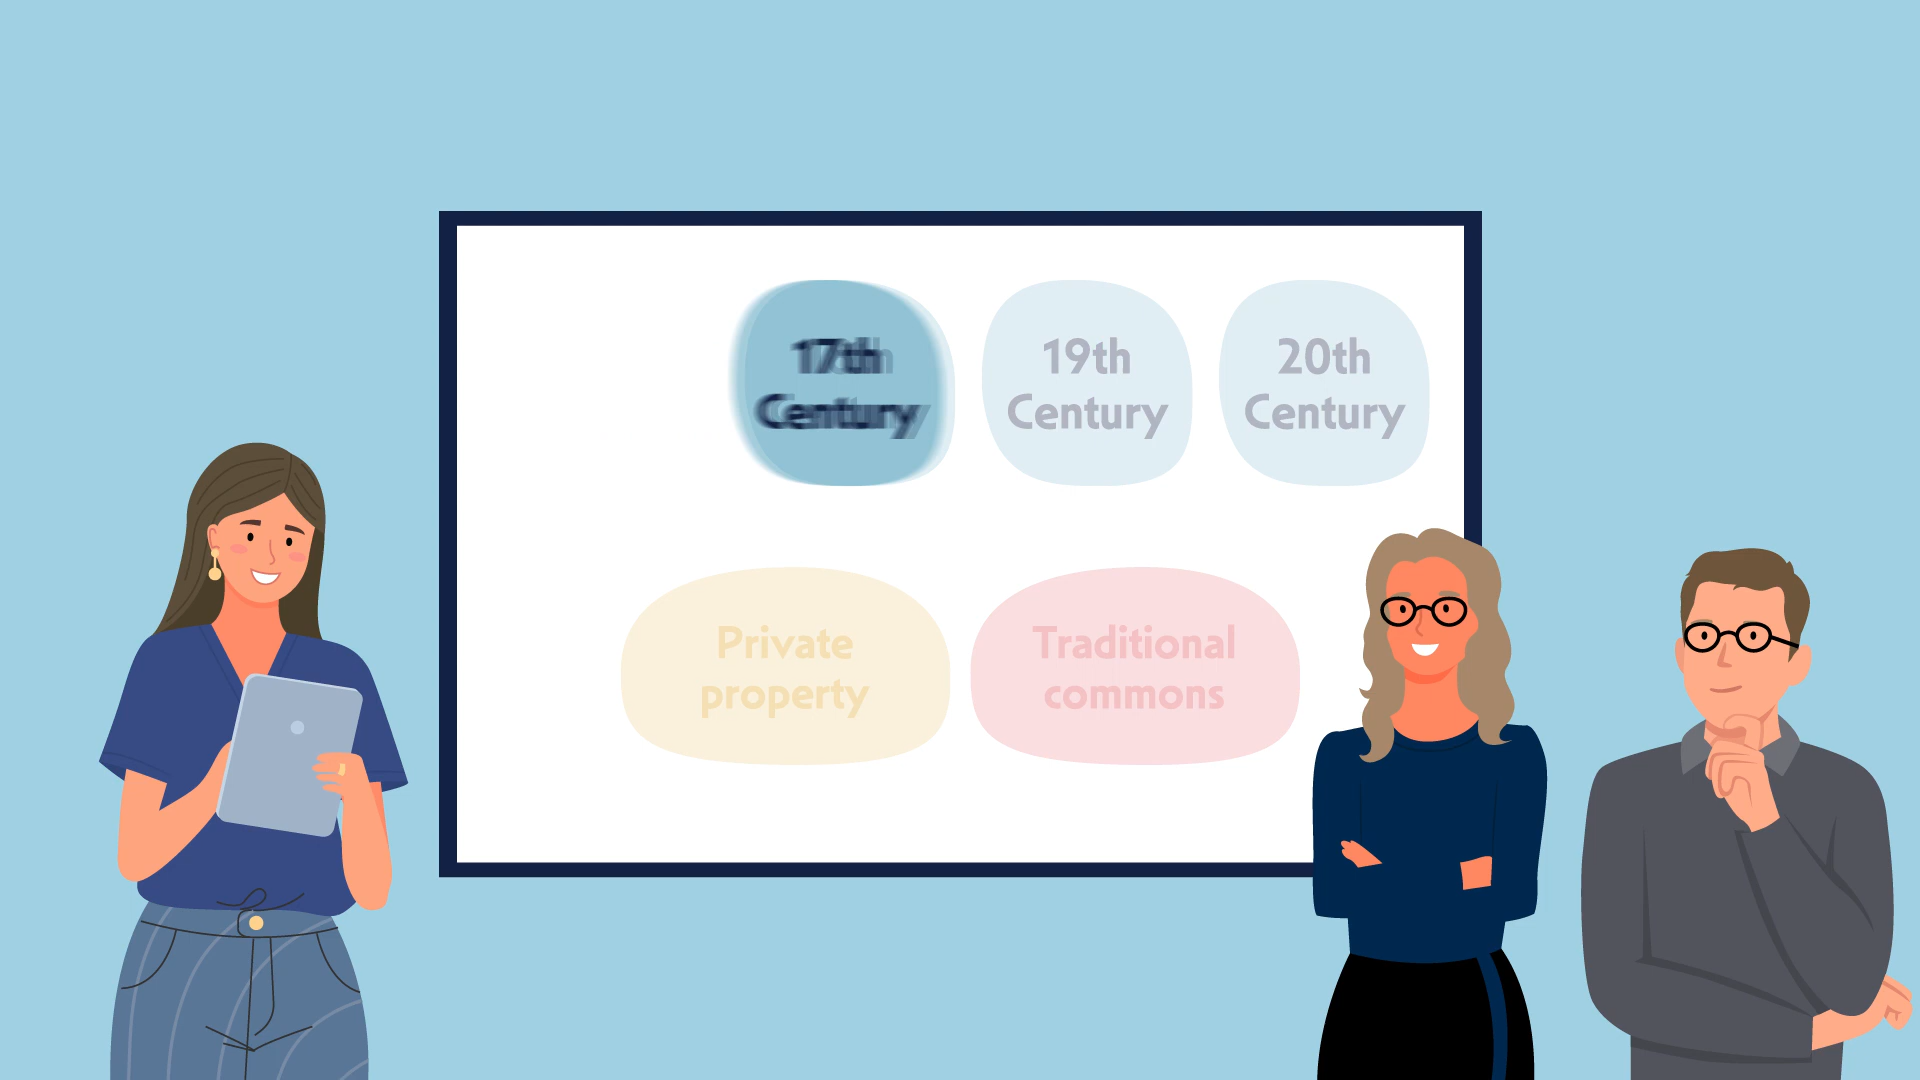 17th
Century
19th
Century
20th
Century
Private
property
Traditional
commons